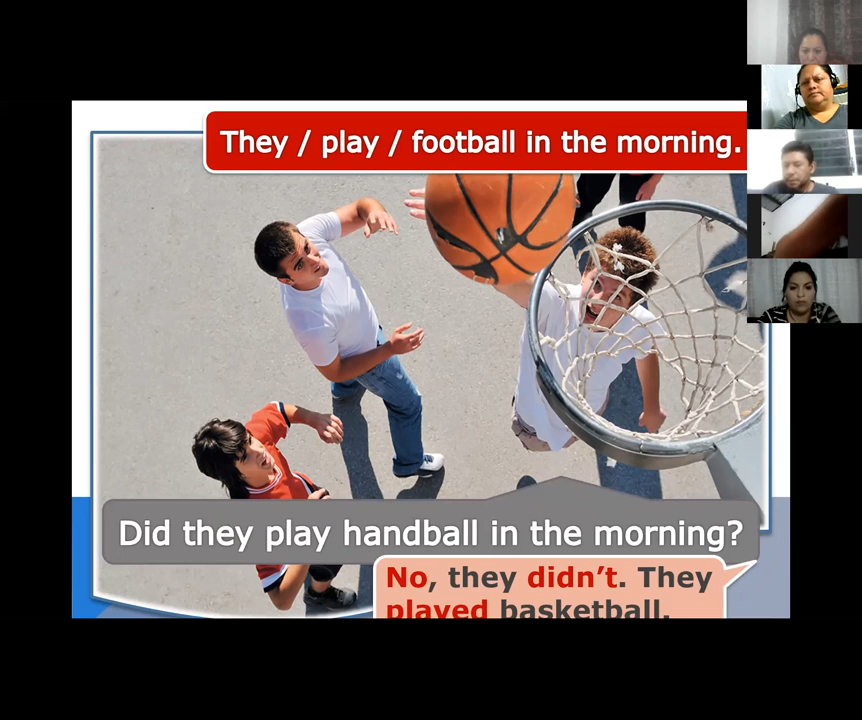 They / play / football in the morning.
Did they play handball in the morning?
No, they didn't. They
played basketball.